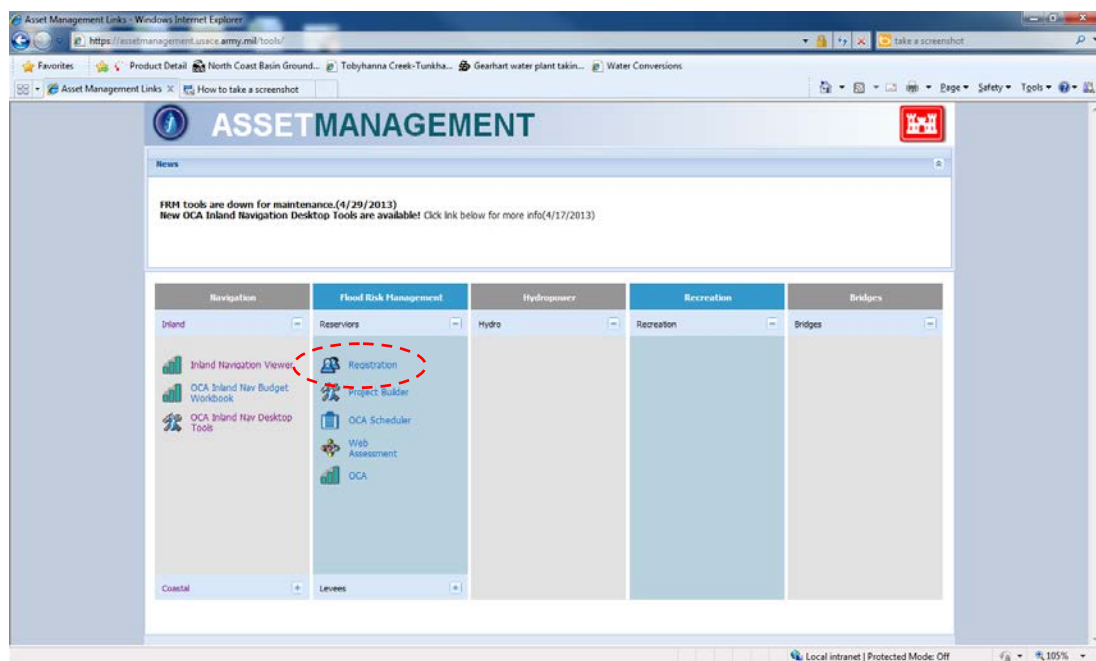 Asset Management Links - Windows Internet Explorer
https://assetmanagement.usace.army.mil/tools/
take a screenshot
Favorites
Product Detail
North Coast Basin Ground...
Tobyhanna Creek-Tunkha...
Gearhart water plant takin...
Water Conversions
Asset Management Links
How to take a screenshot
Page
Safety
Tools
ASSETMANAGEMENT
News
FRM tools are down for maintenance.(4/29/2013)
New OCA Inland Navigation Desktop Tools are available! Click link below for more info(4/17/2013)
Navigation
Inland
Inland Navigation Viewer
OCA Inland Nav Budget
Workbook
OCA Inland Nav Desktop
Tools
Coastal
Flood Risk Management
Reserviors
Registration
Project Builder
OCA Scheduler
Web
Assessment
OCA
Levees
Hydropower
Hydro
Recreation
Recreation
Bridges
Bridges
Local intranet | Protected Mode: Off
105%